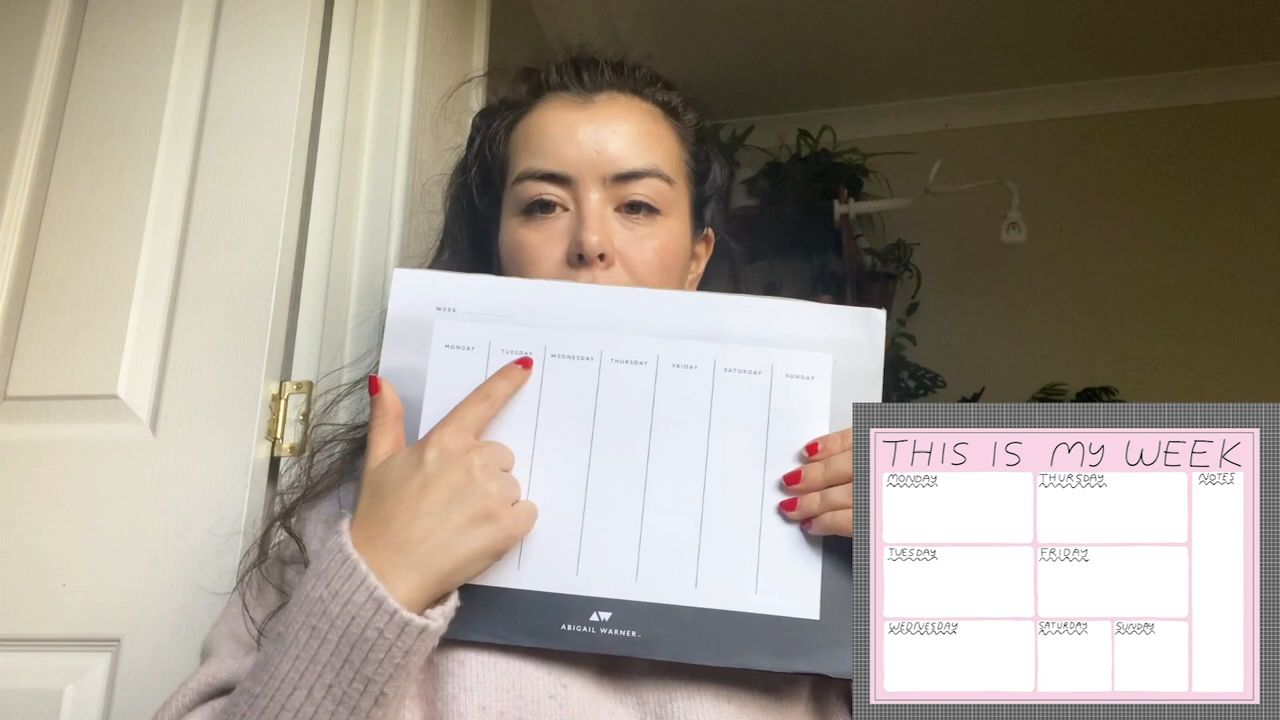 WEEK
MONDAY TUESDAY WEDNESDAY THURSDAY FRIDAY SATURDAY SUNDAY
AW
ABIGAIL WARNER
THIS IS MY WEEK
MONDAY THURSDAY NOTES
TUESDAY FRIDAY
WEDNESDAY SATURDAY SUNDAY